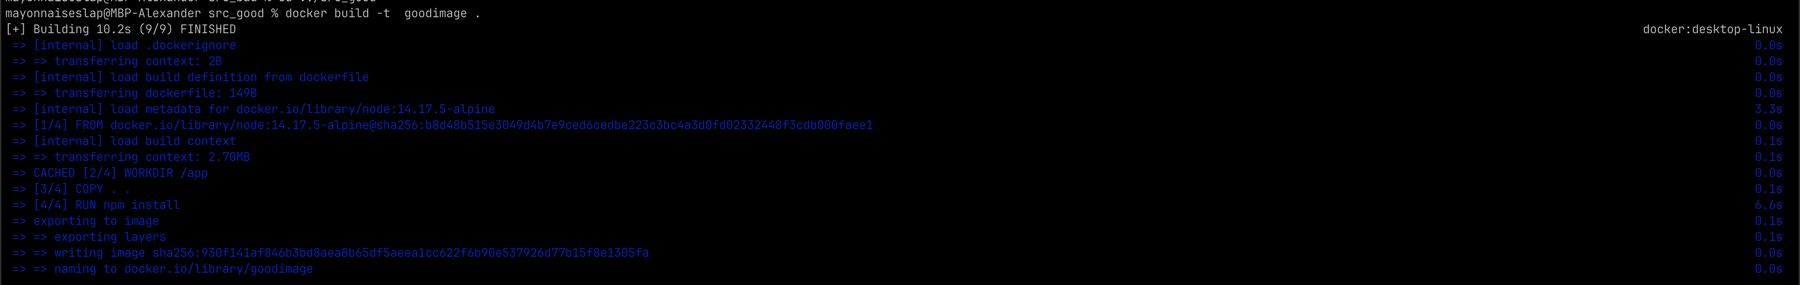 mayonnaiseslap@MBP-Alexander src_good % docker build -t  goodimage .
[+] Building 10.2s (9/9) FINISHED docker:desktop-linux
=> [internal] load .dockerignore 0.0s
=> => transferring context: 2B 0.0s
=> [internal] load build definition from dockerfile 0.0s
=> => transferring dockerfile: 149B 0.0s
=> [internal] load metadata for docker.io/library/node:14.17.5-alpine 3.3s
=> [1/4] FROM docker.io/library/node:14.17.5-alpine@sha256:b8d48b515e3049d4b7e9ced6cedbe223c3bc4a3d0fd02332448f3cdb000faee1 0.0s
=> [internal] load build context 0.1s
=> => transferring context: 2.70MB 0.1s
=> CACHED [2/4] WORKDIR /app 0.0s
=> [3/4] COPY . . 0.1s
=> [4/4] RUN npm install 6.6s
=> exporting to image 0.1s
=> => exporting layers 0.1s
=> => writing image sha256:930f141af846b3bd8aea8b65df5aeea1cc622f6b90e537926d77b15f8e1305fa 0.0s
=> => naming to docker.io/library/goodimage 0.0s